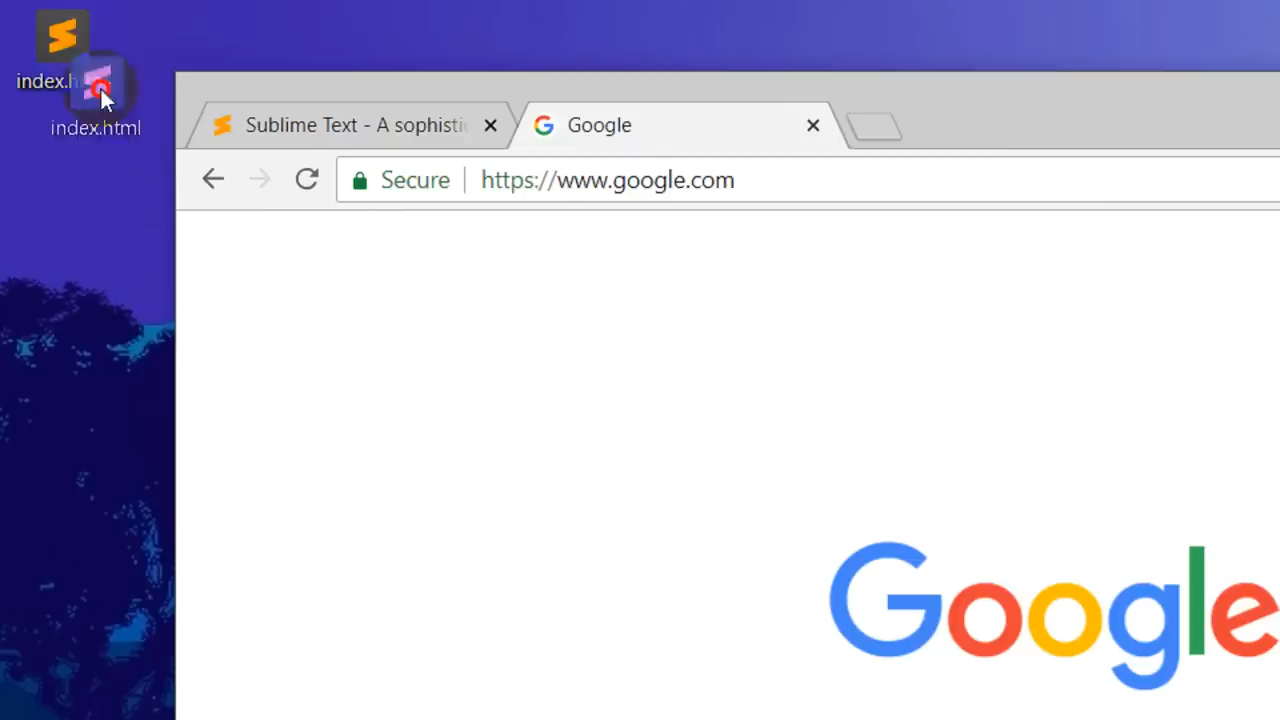 index.h
index.html
Sublime Text - A sophisti
Google
Secure
https://www.google.com
Google